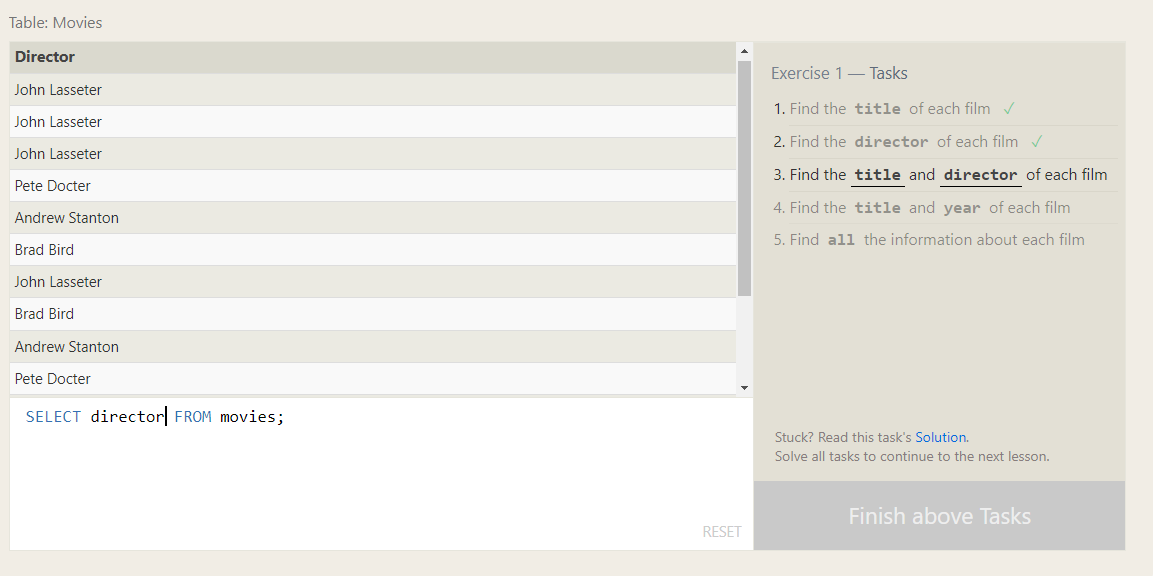 Table: Movies
Director
John Lasseter
John Lasseter
John Lasseter
Pete Docter
Andrew Stanton
Brad Bird
John Lasseter
Brad Bird
Andrew Stanton
Pete Docter
SELECT director FROM movies;
RESET
Exercise 1 — Tasks
1. Find the title of each film ✓
2. Find the director of each film ✓
3. Find the title and director of each film
4. Find the title and year of each film
5. Find all the information about each film
Stuck? Read this task's Solution.
Solve all tasks to continue to the next lesson.
Finish above Tasks